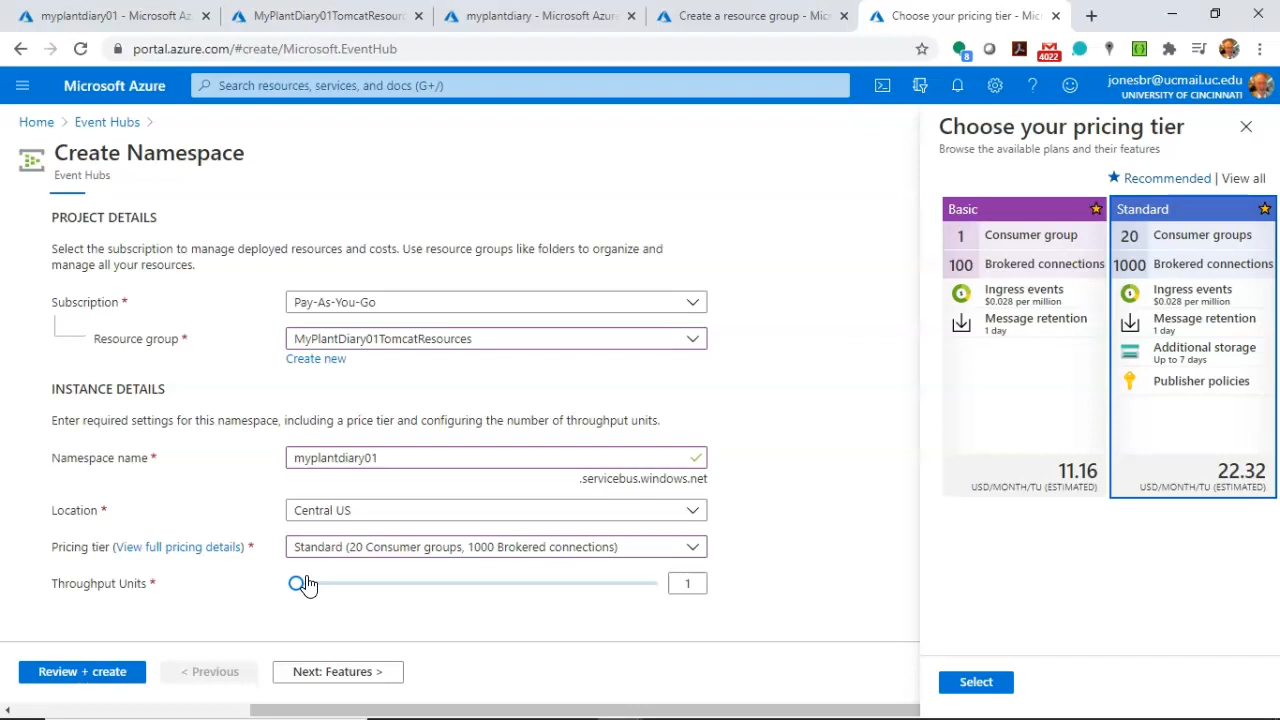 myplantdiary01 - Microsoft Az
MyPlantDiary01TomcatResourc
myplantdiary - Microsoft Azure
Create a resource group - Micr
Choose your pricing tier - Mic
portal.azure.com/#create/Microsoft.EventHub
8
4022
Microsoft Azure
Search resources, services, and docs (G+/)
jonesbr@ucmail.uc.edu
UNIVERSITY OF CINCINNATI
Home > Event Hubs >
Create Namespace
Event Hubs
PROJECT DETAILS
Select the subscription to manage deployed resources and costs. Use resource groups like folders to organize and
manage all your resources.
Subscription *
Pay-As-You-Go
Resource group *
MyPlantDiary01TomcatResources
Create new
INSTANCE DETAILS
Enter required settings for this namespace, including a price tier and configuring the number of throughput units.
Namespace name *
myplantdiary01
.servicebus.windows.net
Location *
Central US
Pricing tier (View full pricing details) *
Standard (20 Consumer groups, 1000 Brokered connections)
Throughput Units *
1
Review + create
< Previous
Next: Features >
Choose your pricing tier
Browse the available plans and their features
Recommended | View all
Basic
1 Consumer group
100 Brokered connections
Ingress events
$0.028 per million
Message retention
1 day
11.16
USD/MONTH/TU (ESTIMATED)
Standard
20 Consumer groups
1000 Brokered connections
Ingress events
$0.028 per million
Message retention
1 day
Additional storage
Up to 7 days
Publisher policies
22.32
USD/MONTH/TU (ESTIMATED)
Select